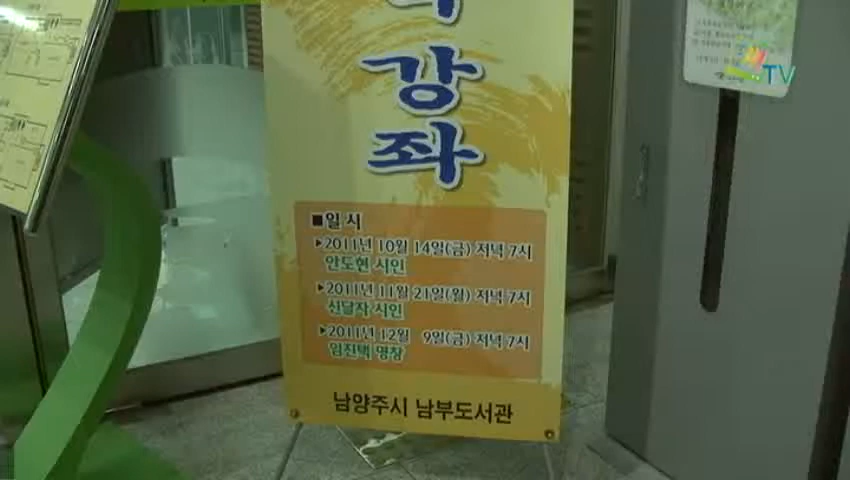 강
좌
■일 시
▶2011년 10월 14일(금) 저녁 7시
안도현 시인
▶2011년 11월 21일(월) 저녁 7시
신달자 시인
▶2011년 12월 9일(금) 저녁 7시
임진택 명창
남양주시 남부도서관
TV